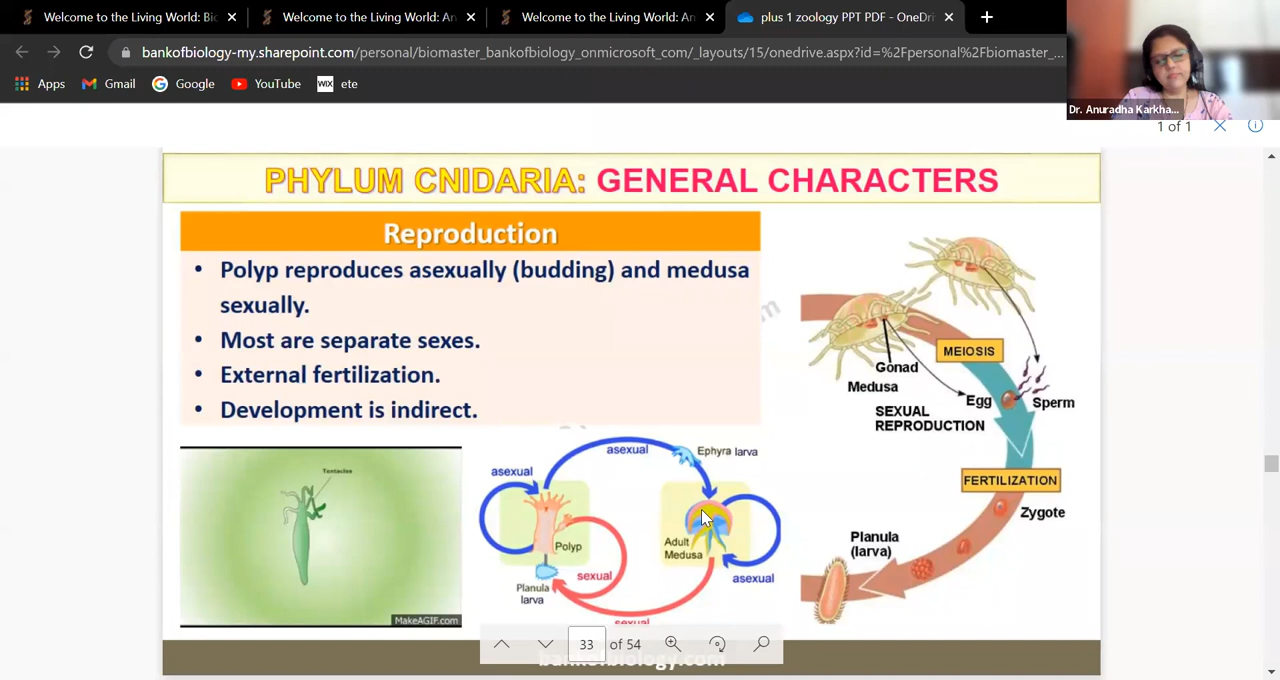 Welcome to the Living World: Bio
Welcome to the Living World: An
Welcome to the Living World: An
plus 1 zoology PPT PDF - OneDri
bankofbiology-my.sharepoint.com/personal/biomaster_bankofbiology_onmicrosoft_com/_layouts/15/onedrive.aspx?id=%2Fpersonal%2Fbiomaster_...
Apps
Gmail
Google
YouTube
WIX
ete
Dr. Anuradha Karkha...
1 of 1
PHYLUM CNIDARIA: GENERAL CHARACTERS
Reproduction
• Polyp reproduces asexually (budding) and medusa
sexually.
• Most are separate sexes.
• External fertilization.
• Development is indirect.
Tentacles
MakeAGIF.com
asexual
asexual
Ephyra larva
Polyp
Adult
Medusa
sexual
Planula
larva
asexual
sexual
Gonad
Medusa
MEIOSIS
Egg
Sperm
SEXUAL
REPRODUCTION
FERTILIZATION
Zygote
Planula
(larva)
33 of 54
bankofbiology.com